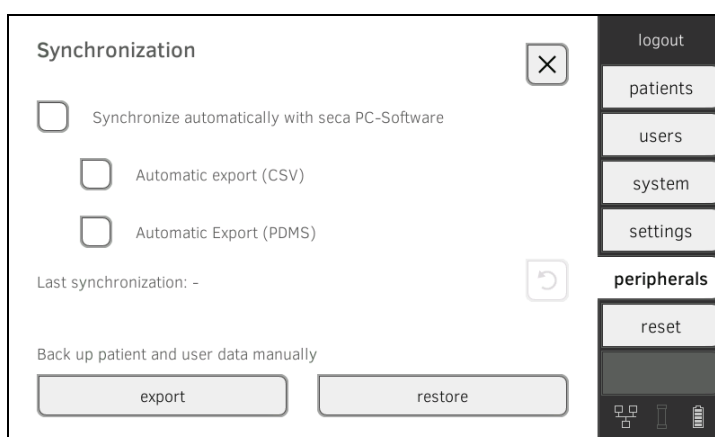 Synchronization
Synchronize automatically with seca PC-Software
Automatic export (CSV)
Automatic Export (PDMS)
Last synchronization: -
Back up patient and user data manually
export
restore
logout
patients
users
system
settings
peripherals
reset